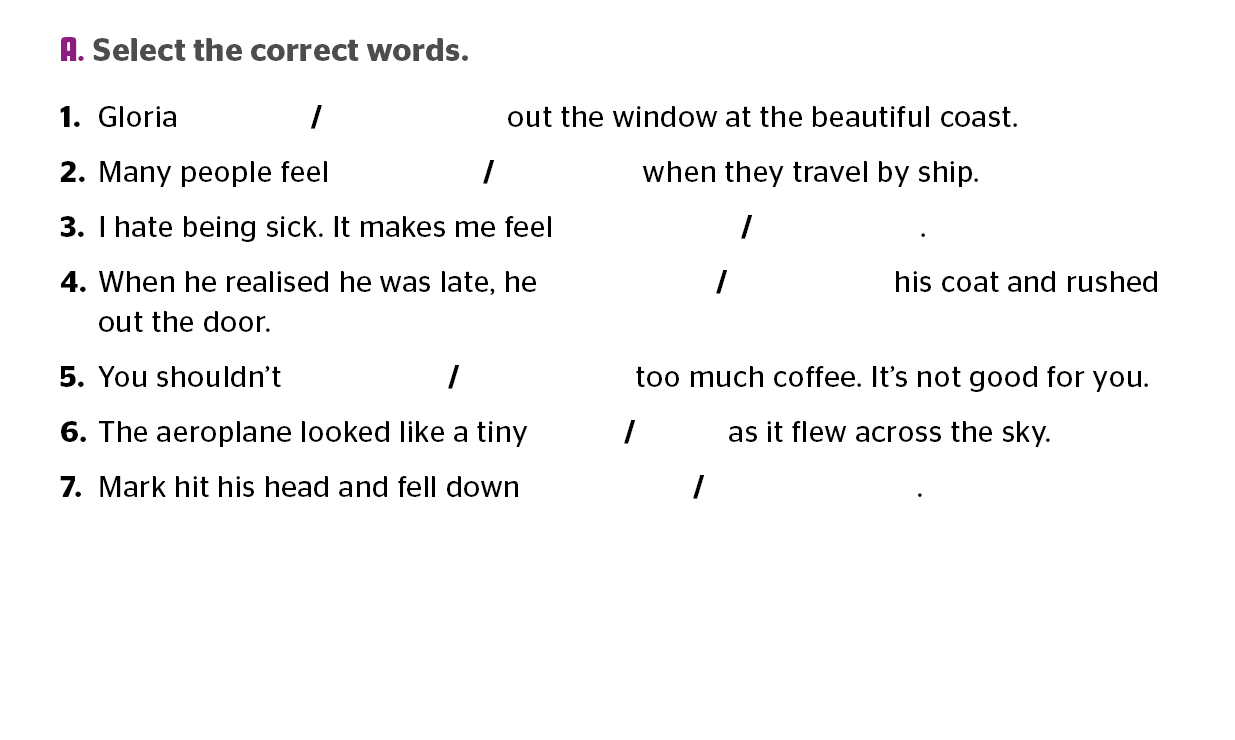 A. Select the correct words.
1. Gloria / out the window at the beautiful coast.
2. Many people feel / when they travel by ship.
3. I hate being sick. It makes me feel / .
4. When he realised he was late, he / his coat and rushed
out the door.
5. You shouldn’t / too much coffee. It’s not good for you.
6. The aeroplane looked like a tiny / as it flew across the sky.
7. Mark hit his head and fell down / .